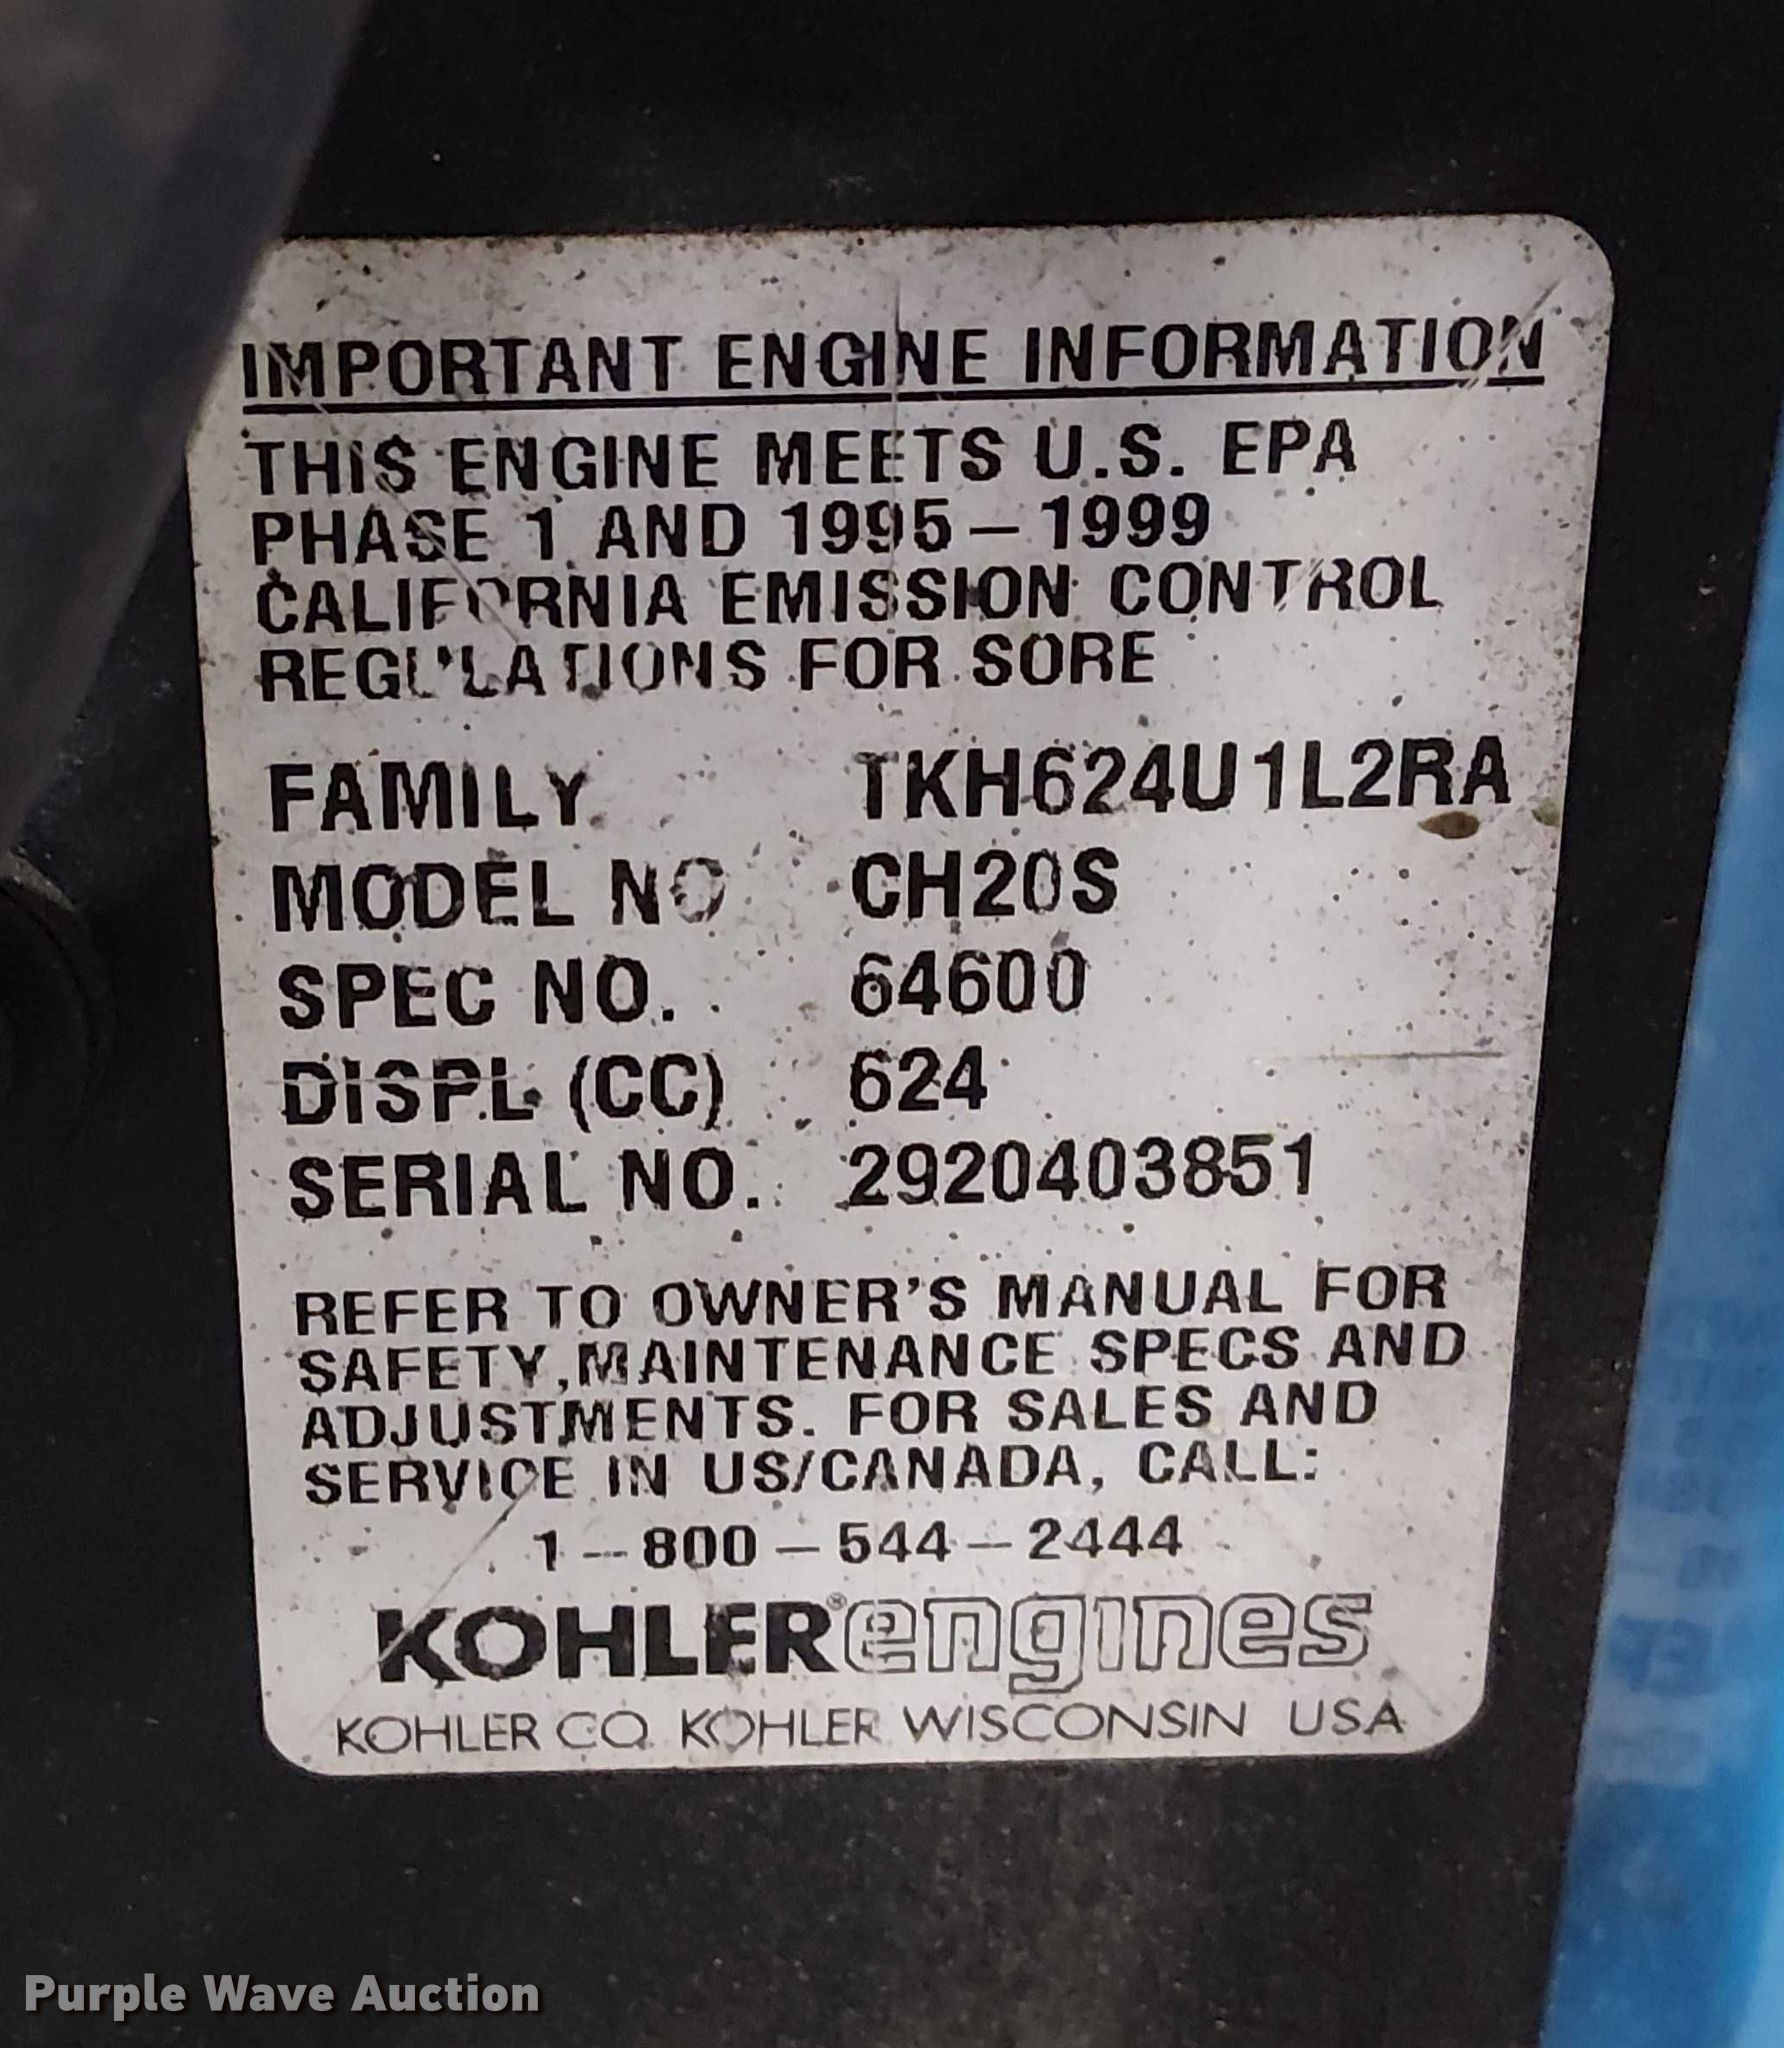 IMPORTANT ENGINE INFORMATION
THIS ENGINE MEETS U.S. EPA
PHASE 1 AND 1995-1999
CALIFORNIA EMISSION CONTROL
REGULATIONS FOR SORE
FAMILY TKH624U1L2RA
MODEL NO CH20S
SPEC NO. 64600
DISPL. (CC) 624
SERIAL NO. 2920403851
REFER TO OWNER'S MANUAL FOR
SAFETY, MAINTENANCE SPECS AND
ADJUSTMENTS. FOR SALES AND
SERVICE IN US/CANADA, CALL:
1-800-544-2444
KOHLER® engines
KOHLER CO. KOHLER WISCONSIN USA
Purple Wave Auction